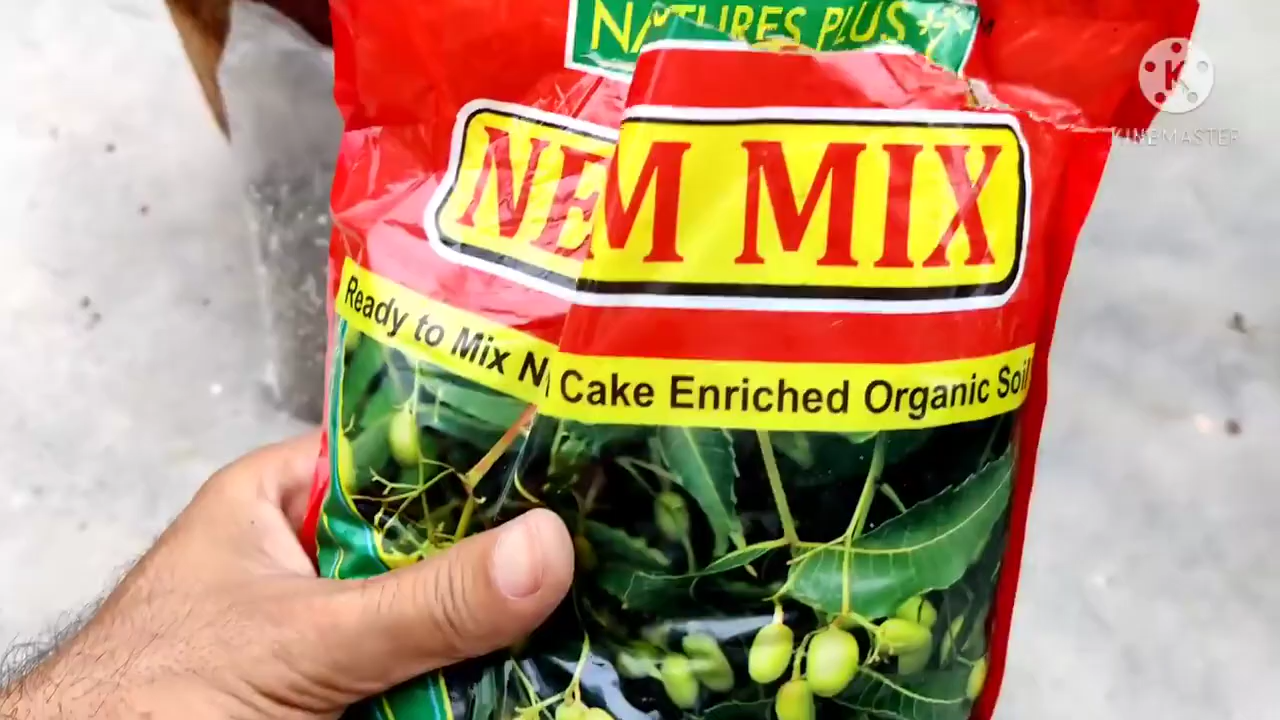 NATURES PLUS++
NEM MIX
Ready to Mix N Cake Enriched Organic Soil
K
KINEMASTER